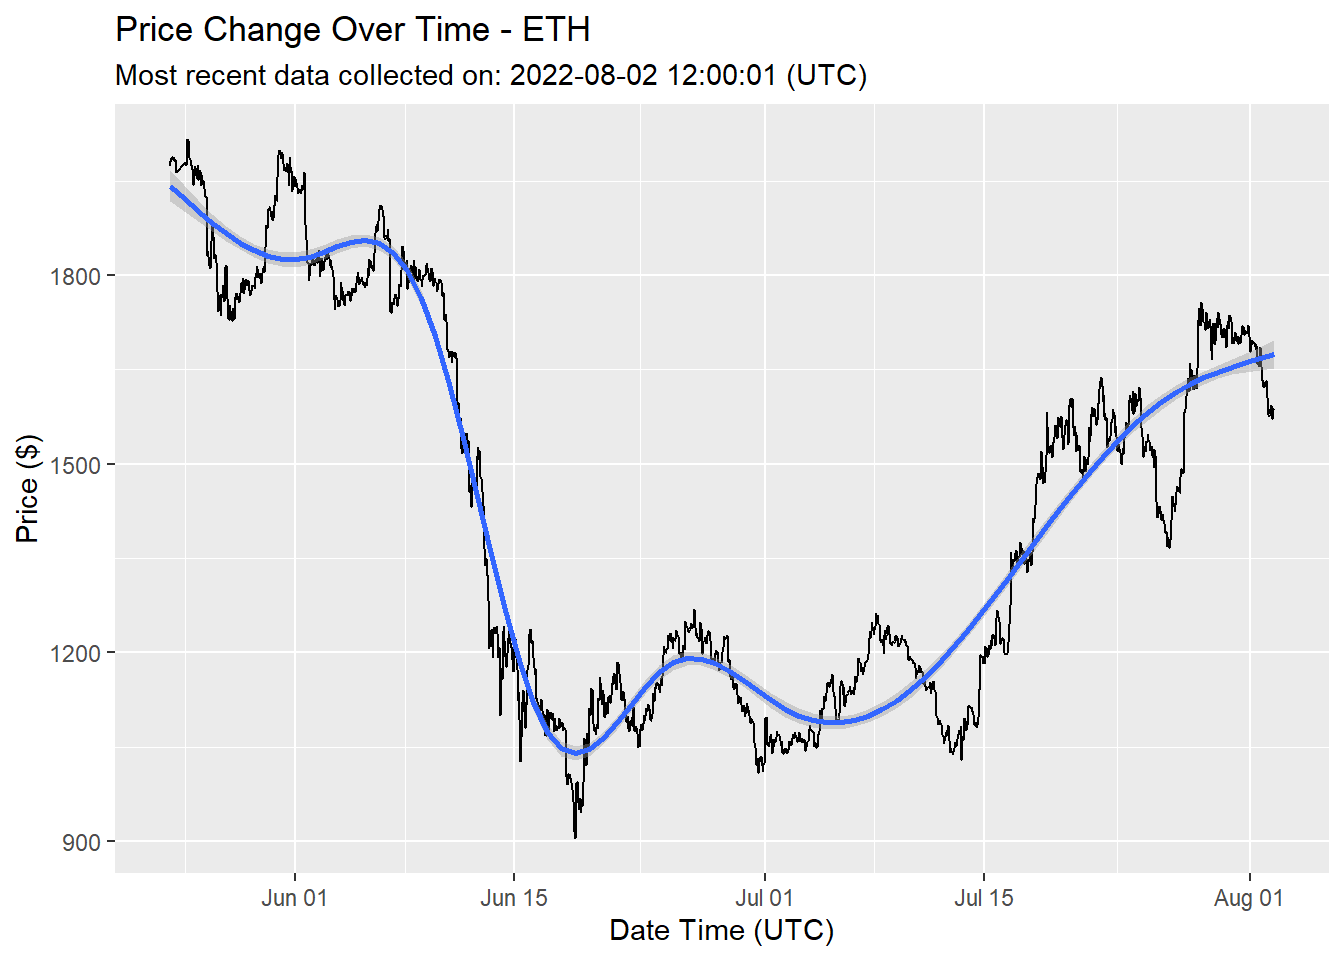 Price Change Over Time - ETH
Most recent data collected on: 2022-08-02 12:00:01 (UTC)
Price ($)
1800
1500
1200
900
Jun 01
Jun 15
Jul 01
Jul 15
Aug 01
Date Time (UTC)